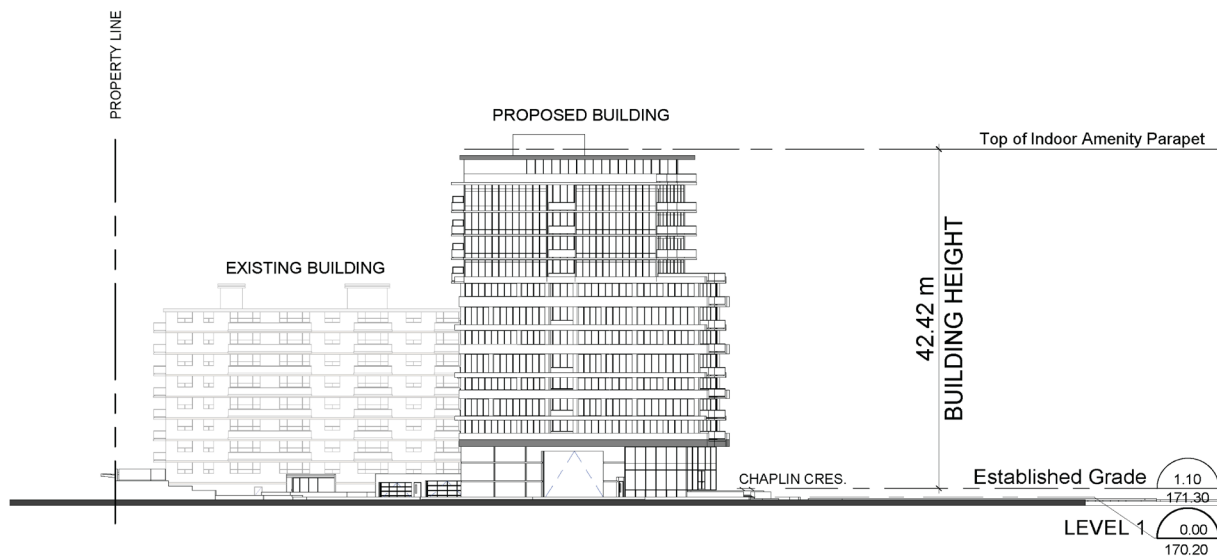 PROPERTY LINE
PROPOSED BUILDING
Top of Indoor Amenity Parapet
EXISTING BUILDING
42.42 m
BUILDING HEIGHT
CHAPLIN CRES.
Established Grade
1.10
171.30
LEVEL 1
0.00
170.20